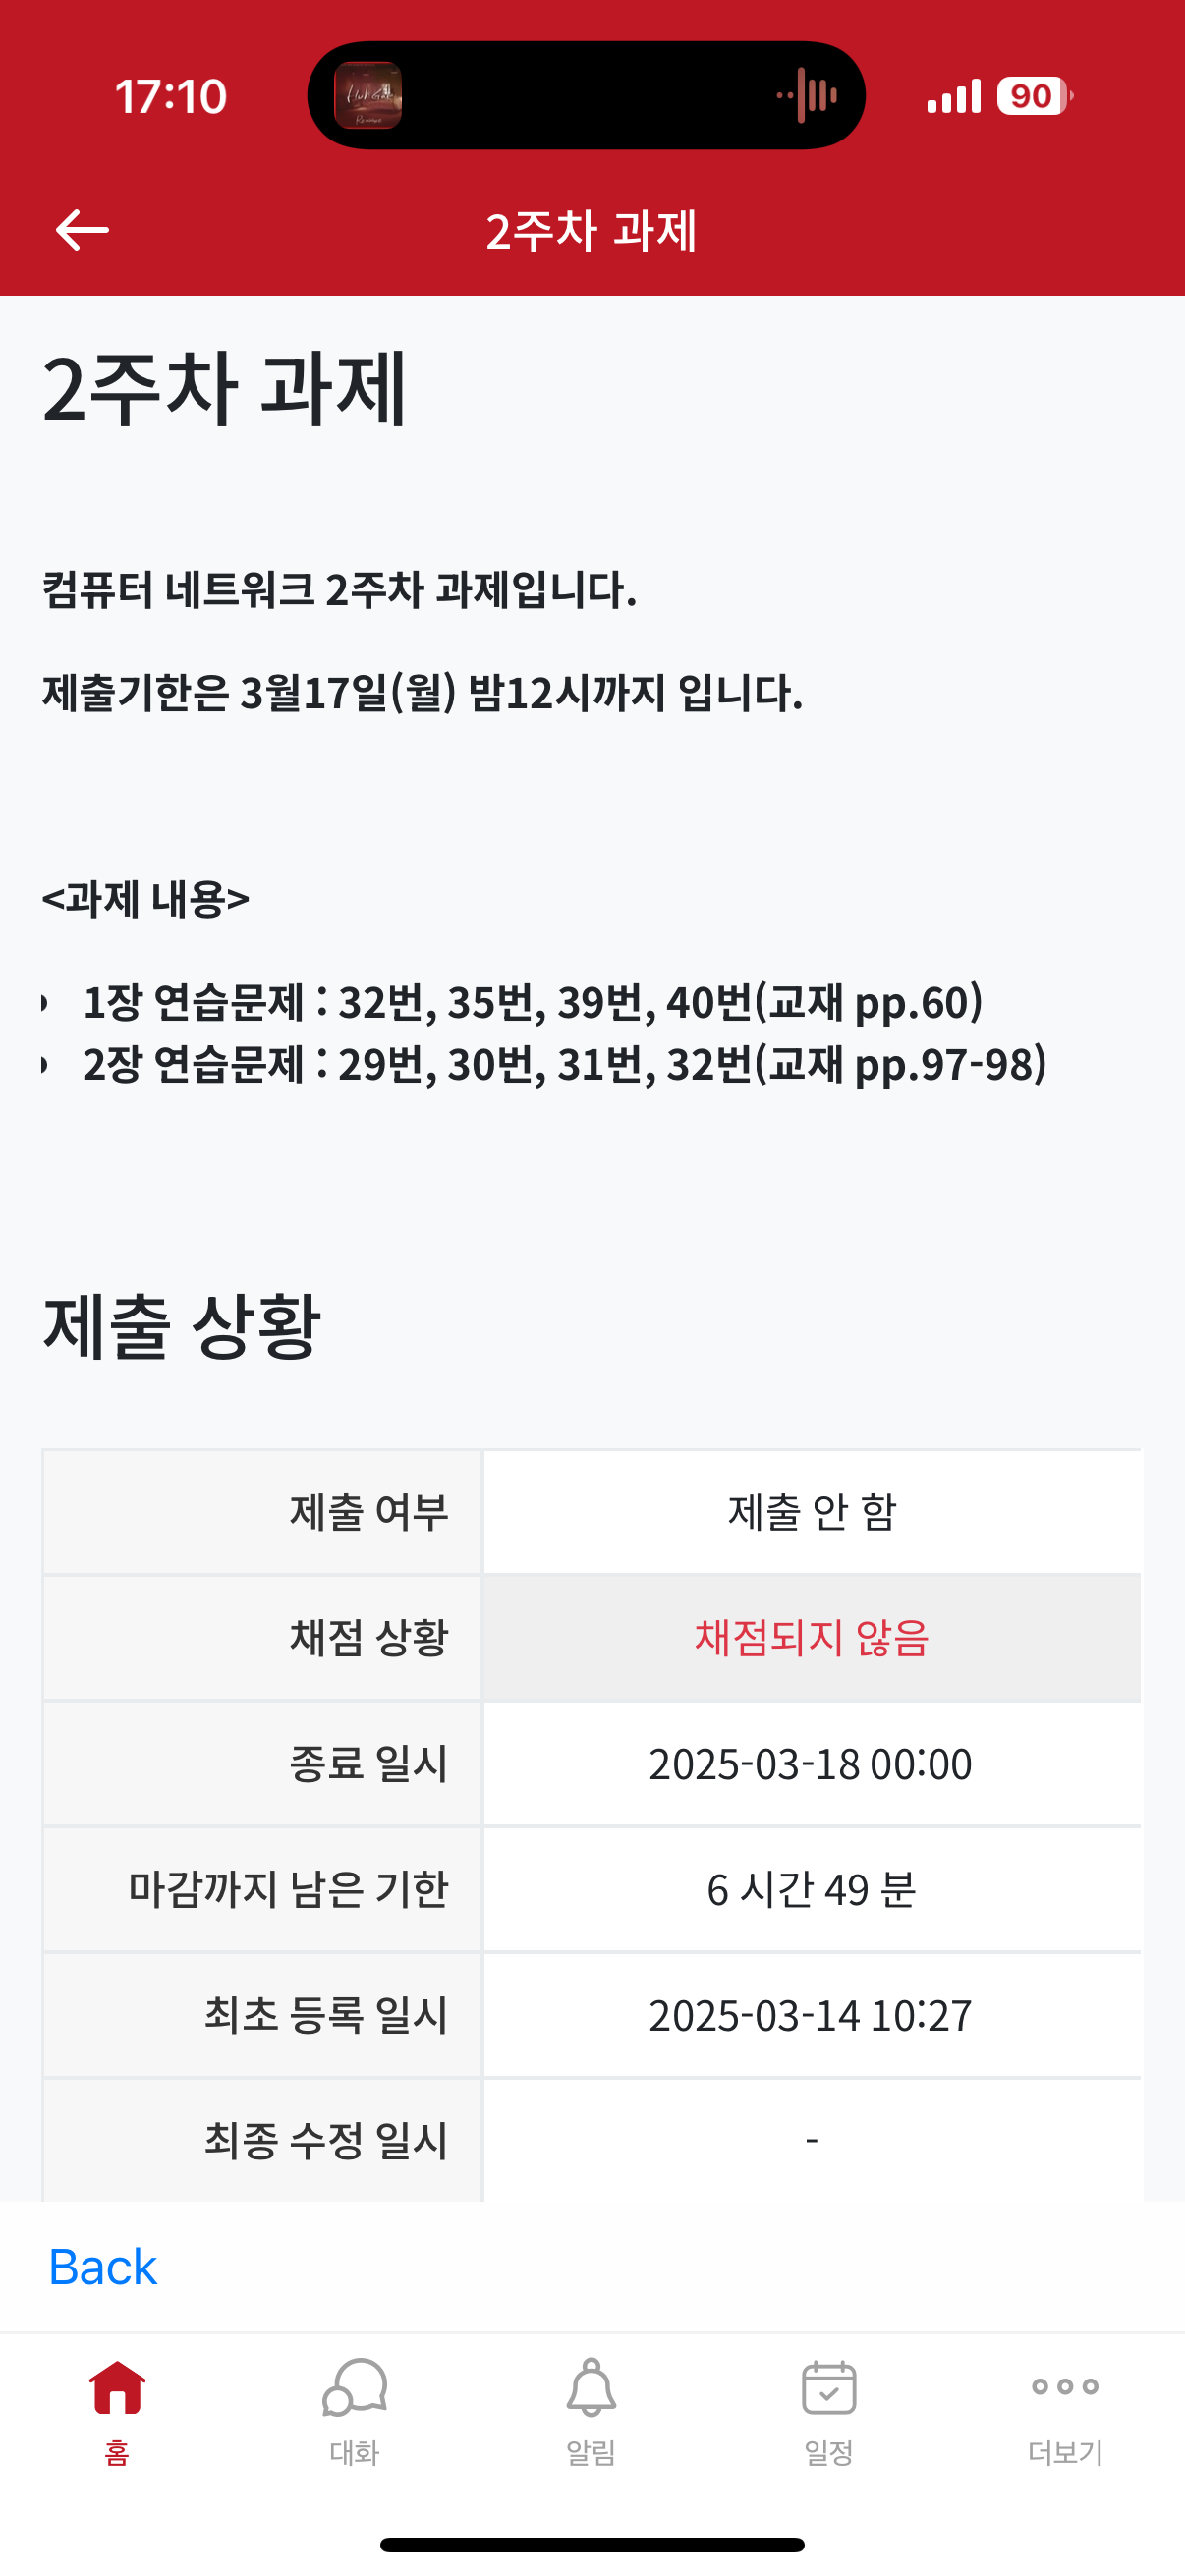 17:10
90
2주차 과제
2주차 과제
컴퓨터 네트워크 2주차 과제입니다.
제출기한은 3월17일(월) 밤12시까지 입니다.
<과제 내용>
1장 연습문제 : 32번, 35번, 39번, 40번(교재 pp.60)
2장 연습문제 : 29번, 30번, 31번, 32번(교재 pp.97-98)
제출 상황
제출 여부 제출 안 함
채점 상황 채점되지 않음
종료 일시 2025-03-18 00:00
마감까지 남은 기한 6 시간 49 분
최초 등록 일시 2025-03-14 10:27
최종 수정 일시 -
Back
홈 대화 알림 일정 더보기